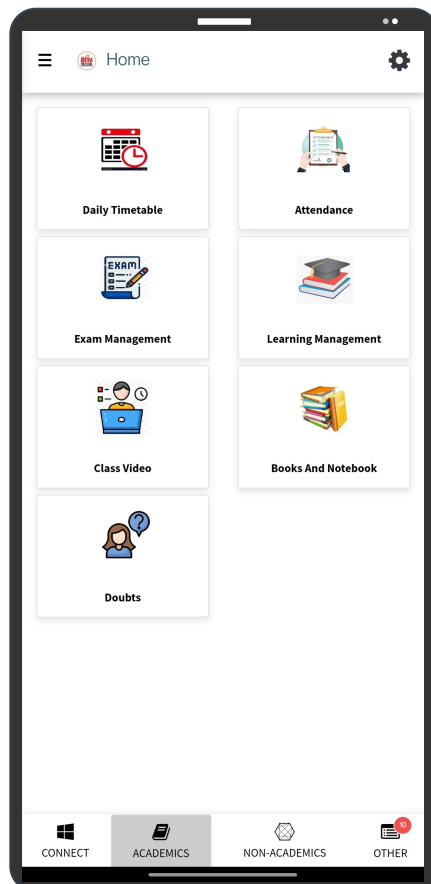 Home
Daily Timetable
Attendance
ATTENDANCE
EXAM
Exam Management
Learning Management
Class Video
Books And Notebook
?
Doubts
10
CONNECT
ACADEMICS
NON-ACADEMICS
OTHER